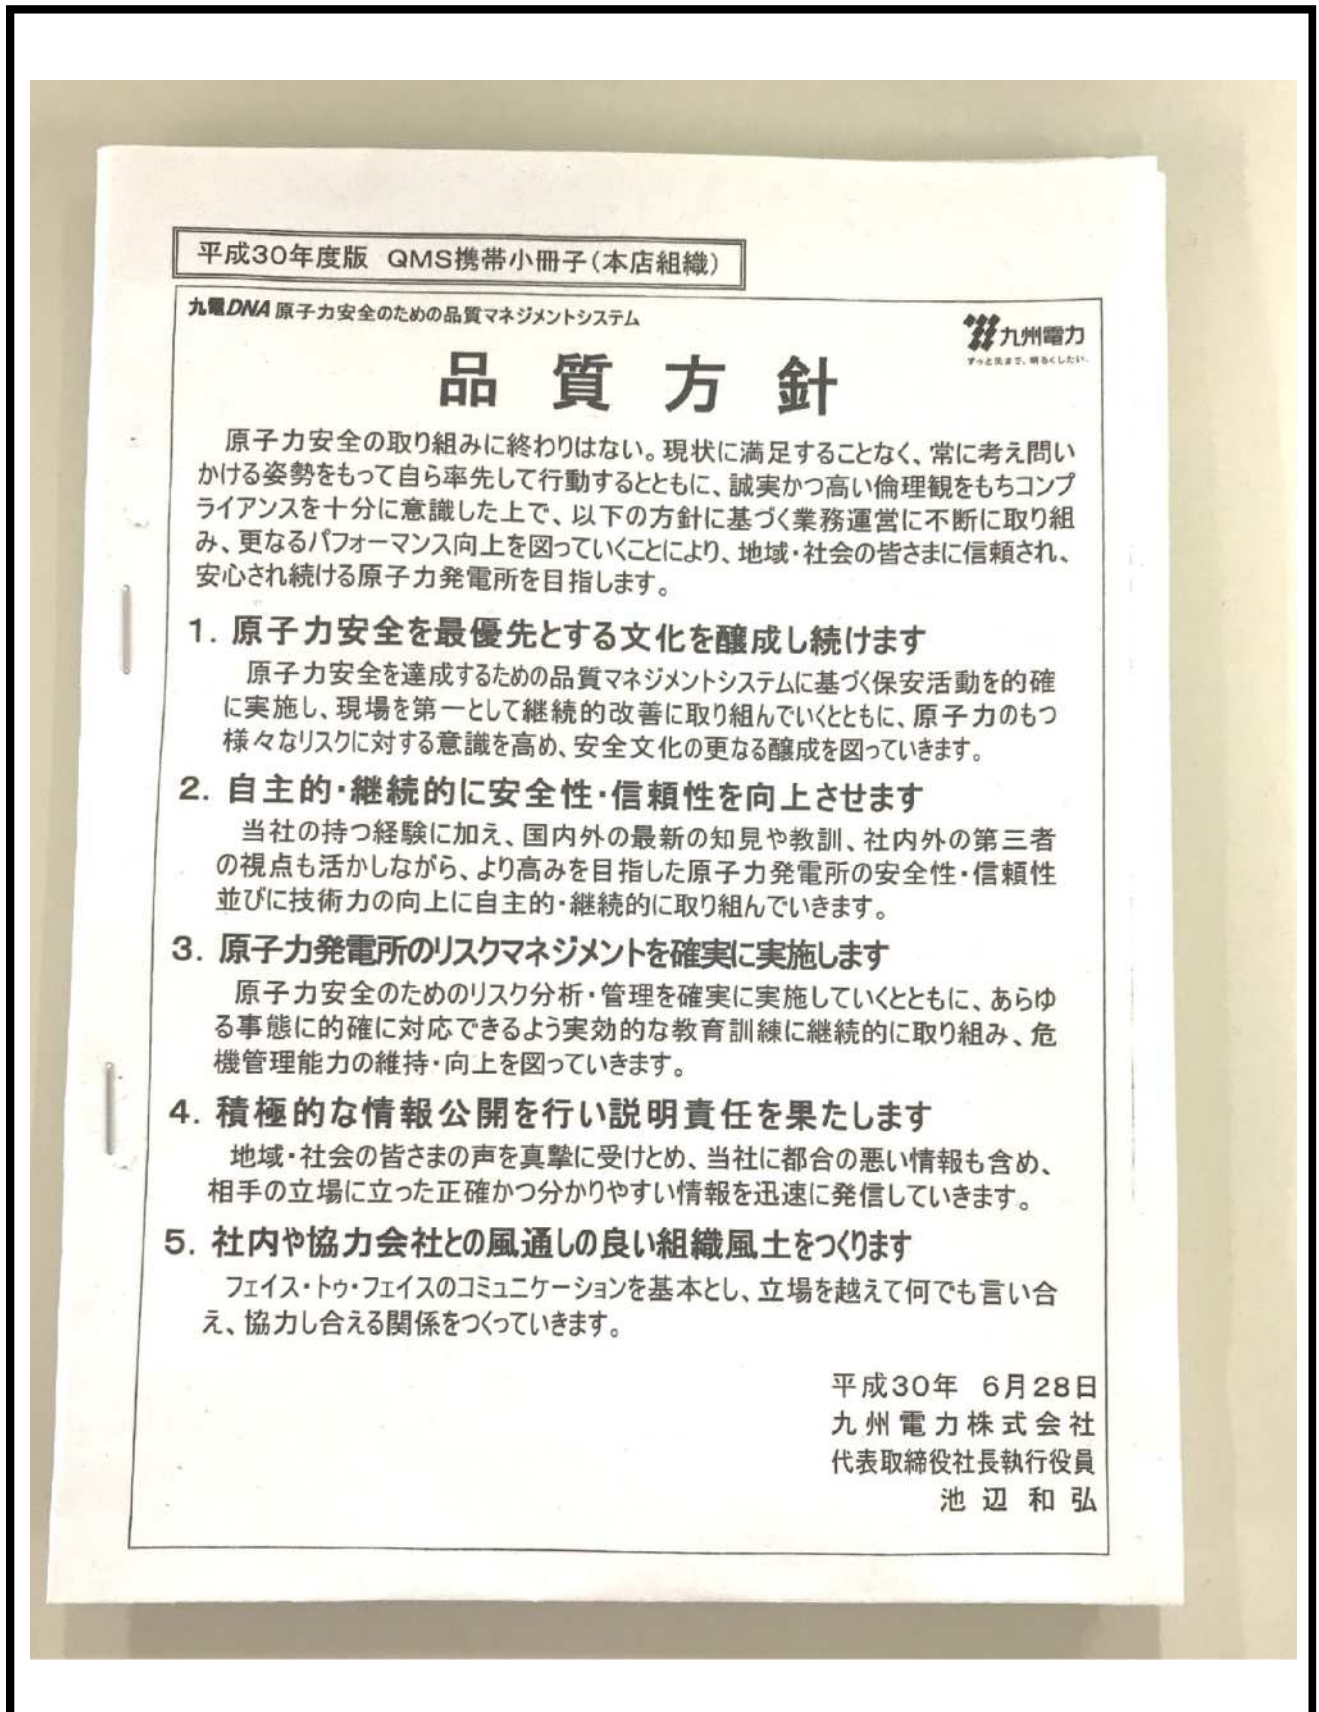 平成30年度版 QMS携帯小冊子(本店組織)
九電DNA 原子力安全のための品質マネジメントシステム
九州電力
ずっと先まで、明るくしたい。
品質方針
原子力安全の取り組みに終わりはない。現状に満足することなく、常に考え問い
かける姿勢をもって自ら率先して行動するとともに、誠実かつ高い倫理観をもちコンプ
ライアンスを十分に意識した上で、以下の方針に基づく業務運営に不断に取り組
み、更なるパフォーマンス向上を図っていくことにより、地域・社会の皆さまに信頼され、
安心され続ける原子力発電所を目指します。
1. 原子力安全を最優先とする文化を醸成し続けます
原子力安全を達成するための品質マネジメントシステムに基づく保安活動を的確
に実施し、現場を第一として継続的改善に取り組んでいくとともに、原子力のもつ
様々なリスクに対する意識を高め、安全文化の更なる醸成を図っていきます。
2. 自主的・継続的に安全性・信頼性を向上させます
当社の持つ経験に加え、国内外の最新の知見や教訓、社内外の第三者
の視点も活かしながら、より高みを目指した原子力発電所の安全性・信頼性
並びに技術力の向上に自主的・継続的に取り組んでいきます。
3. 原子力発電所のリスクマネジメントを確実に実施します
原子力安全のためのリスク分析・管理を確実に実施していくとともに、あらゆ
る事態に的確に対応できるよう実効的な教育訓練に継続的に取り組み、危
機管理能力の維持・向上を図っていきます。
4. 積極的な情報公開を行い説明責任を果たします
地域・社会の皆さまの声を真摯に受けとめ、当社に都合の悪い情報も含め、
相手の立場に立った正確かつ分かりやすい情報を迅速に発信していきます。
5. 社内や協力会社との風通しの良い組織風土をつくります
フェイス・トゥ・フェイスのコミュニケーションを基本とし、立場を越えて何でも言い合
え、協力し合える関係をつくっていきます。
平成30年 6月28日
九州電力株式会社
代表取締役社長執行役員
池辺和弘